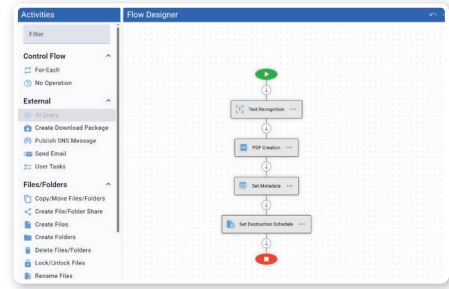 Activities
Flow Designer
Filter
Control Flow
For-Each
No Operation
External
AI Query
Create Download Package
Publish SNS Message
Send Email
User Tasks
Files/Folders
Copy/Move Files/Folders
Create File/Folder Share
Create Files
Create Folders
Delete Files/Folders
Lock/Unlock Files
Rename Files
Text Recognition
PDF Creation
Set Metadata
Set Destruction Schedule